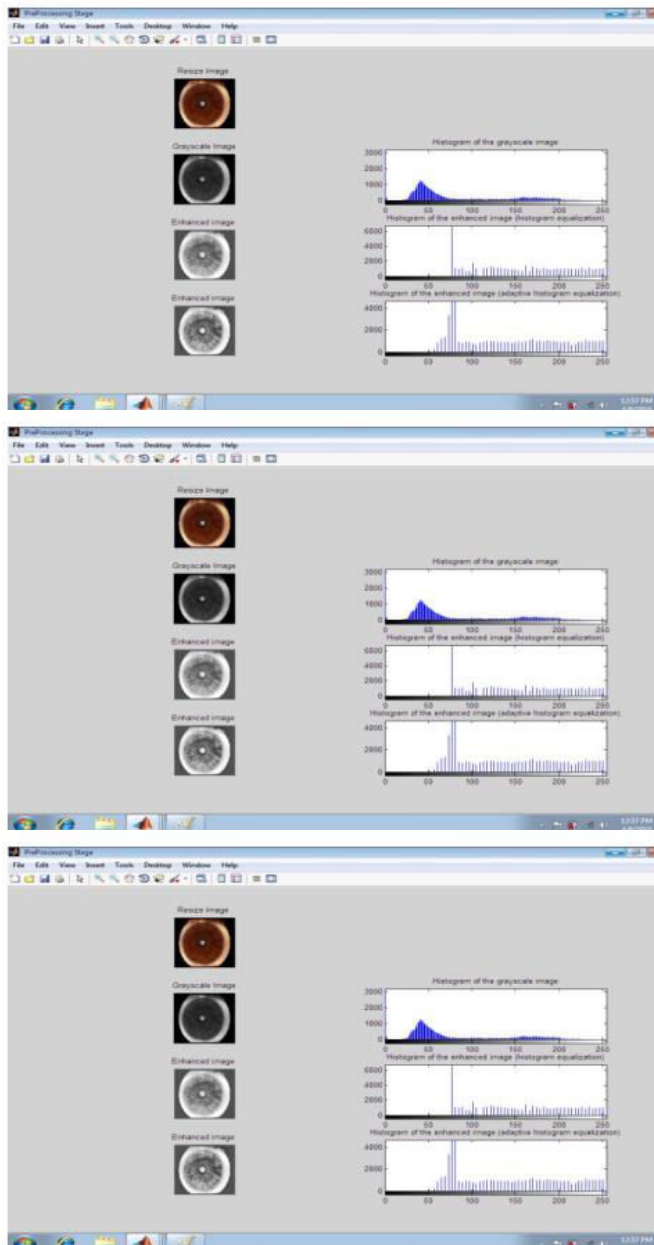 PreProcessing Stage
File Edit View Insert Tools Desktop Window Help
Resize Image
Grayscale Image
Histogram of the grayscale image
3000
2000
1000
0
0 50 100 150 200 250
Enhanced image
Histogram of the enhanced image (histogram equalization)
6000
4000
2000
0
0 50 100 150 200 250
Enhanced image
Histogram of the enhanced image (adaptive histogram equalization)
4000
2000
0
0 50 100 150 200 250
12:57 PM
PreProcessing Stage
File Edit View Insert Tools Desktop Window Help
Resize Image
Grayscale Image
Histogram of the grayscale image
3000
2000
1000
0
0 50 100 150 200 250
Enhanced image
Histogram of the enhanced image (histogram equalization)
6000
4000
2000
0
0 50 100 150 200 250
Enhanced image
Histogram of the enhanced image (adaptive histogram equalization)
4000
2000
0
0 50 100 150 200 250
12:57 PM
PreProcessing Stage
File Edit View Insert Tools Desktop Window Help
Resize Image
Grayscale Image
Histogram of the grayscale image
3000
2000
1000
0
0 50 100 150 200 250
Enhanced image
Histogram of the enhanced image (histogram equalization)
6000
4000
2000
0
0 50 100 150 200 250
Enhanced image
Histogram of the enhanced image (adaptive histogram equalization)
4000
2000
0
0 50 100 150 200 250
12:57 PM